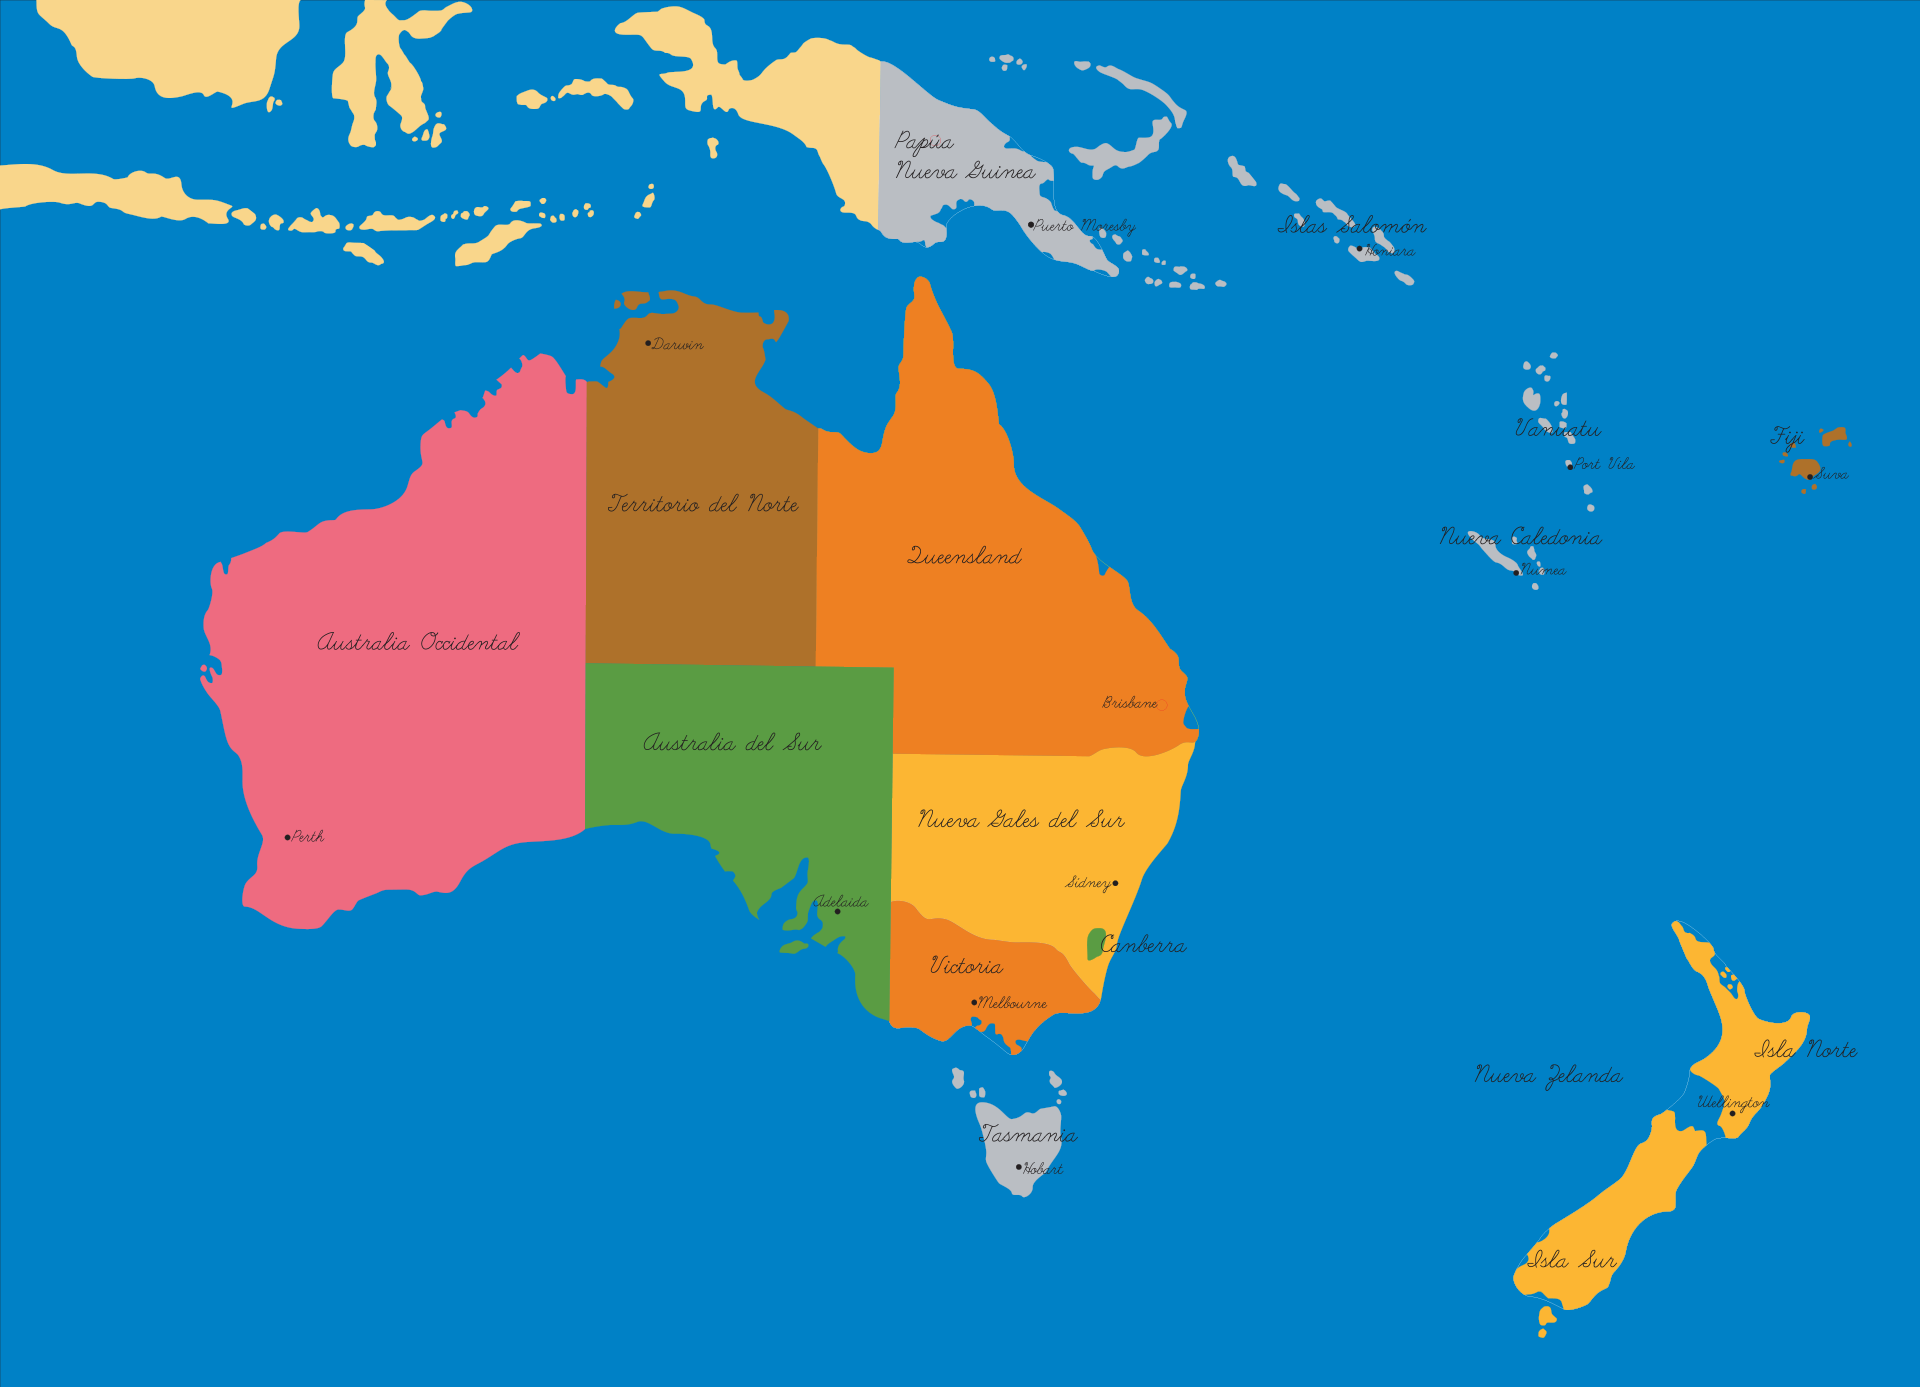 Papúa
Nueva Guinea
Puerto Moresby
Islas Salomón
Honiara
Darwin
Vanuatu
Fiji
Port Vila
Suva
Territorio del Norte
Queensland
Nueva Caledonia
Numea
Australia Occidental
Brisbane
Australia del Sur
Nueva Gales del Sur
Perth
Sidney
Adelaida
Canberra
Victoria
Melbourne
Isla Norte
Nueva Zelanda
Wellington
Tasmania
Hobart
Isla Sur